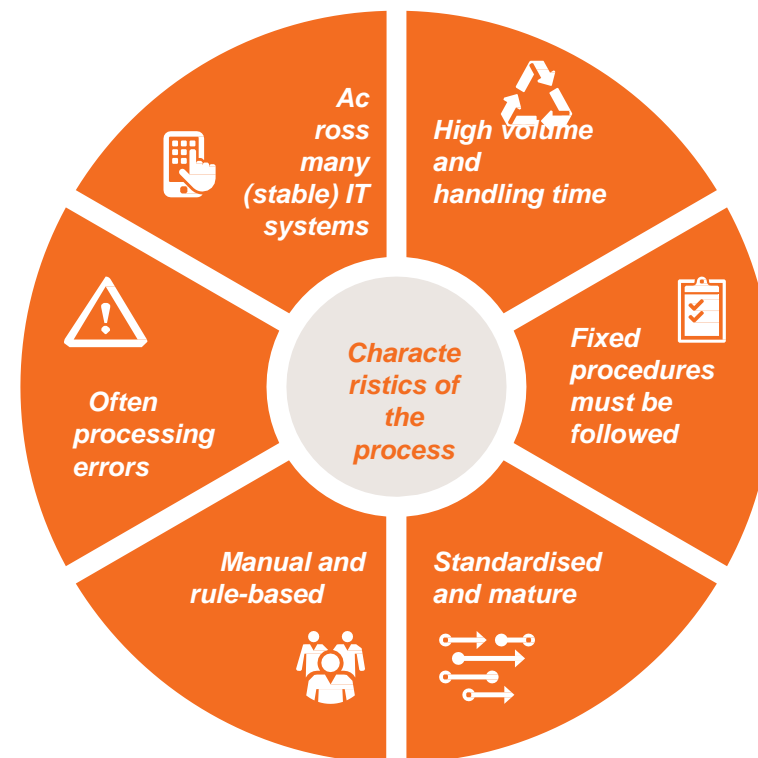 Ac
ross
many
(stable) IT
systems
High volume
and
handling time
Fixed
procedures
must be
followed
Standardised
and mature
Manual and
rule-based
Often
processing
errors
Characte
ristics of
the
process